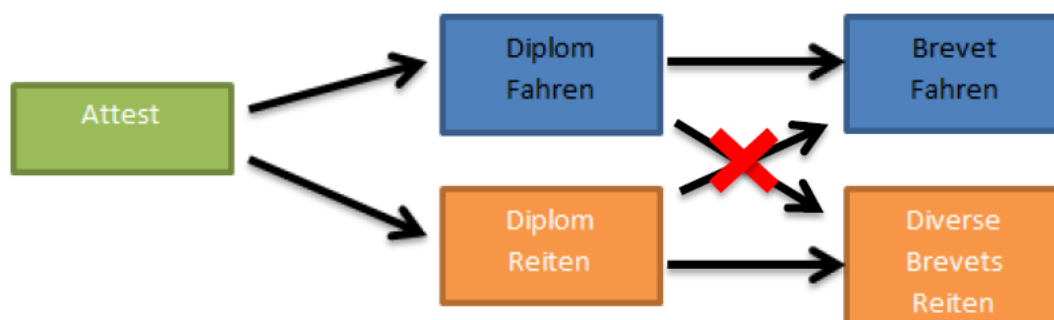 Attest
Diplom
Fahren
Brevet
Fahren
Diplom
Reiten
Diverse
Brevets
Reiten